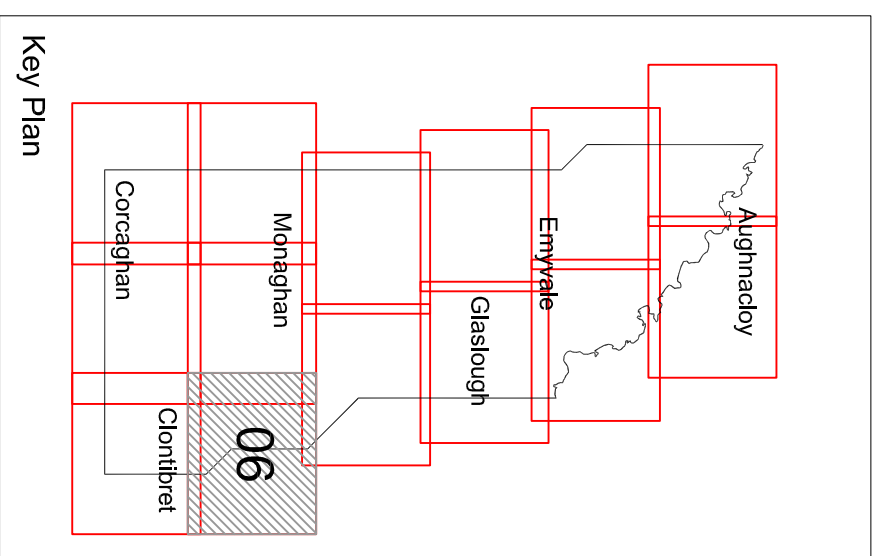 Key Plan
Aughnacloy
Emyvale
Glaslough
Monaghan
06
Corcaghan
Clontibret